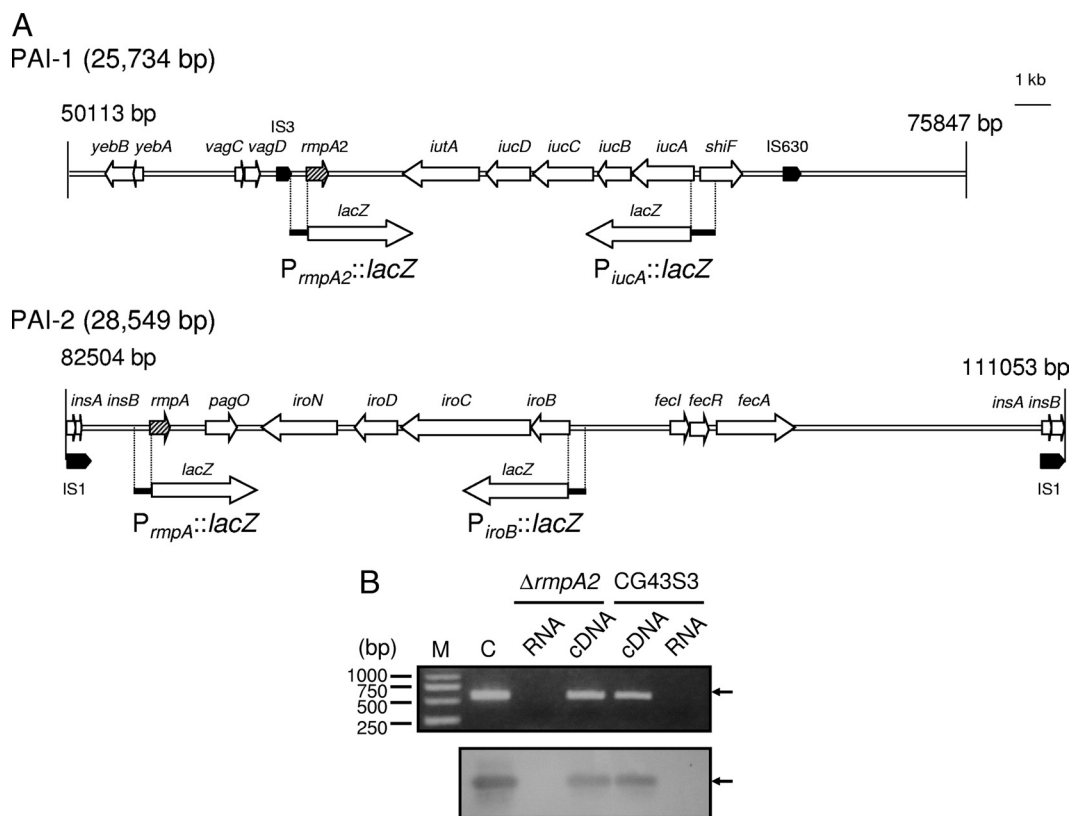 A
PAI-1 (25,734 bp)
1 kb
50113 bp
75847 bp
IS3
yebB yebA vagC vagD rmpA2 iutA iucD iucC iucB iucA shiF IS630
lacZ lacZ
PrmpA2::lacZ PiucA::lacZ
PAI-2 (28,549 bp)
82504 bp
111053 bp
insA insB rmpA pagO iroN iroD iroC iroB fecI fecR fecA insA insB
lacZ lacZ
IS1 IS1
PrmpA::lacZ PiroB::lacZ
B
ΔrmpA2 CG43S3
(bp) M C RNA cDNA cDNA RNA
1000
750
500
250